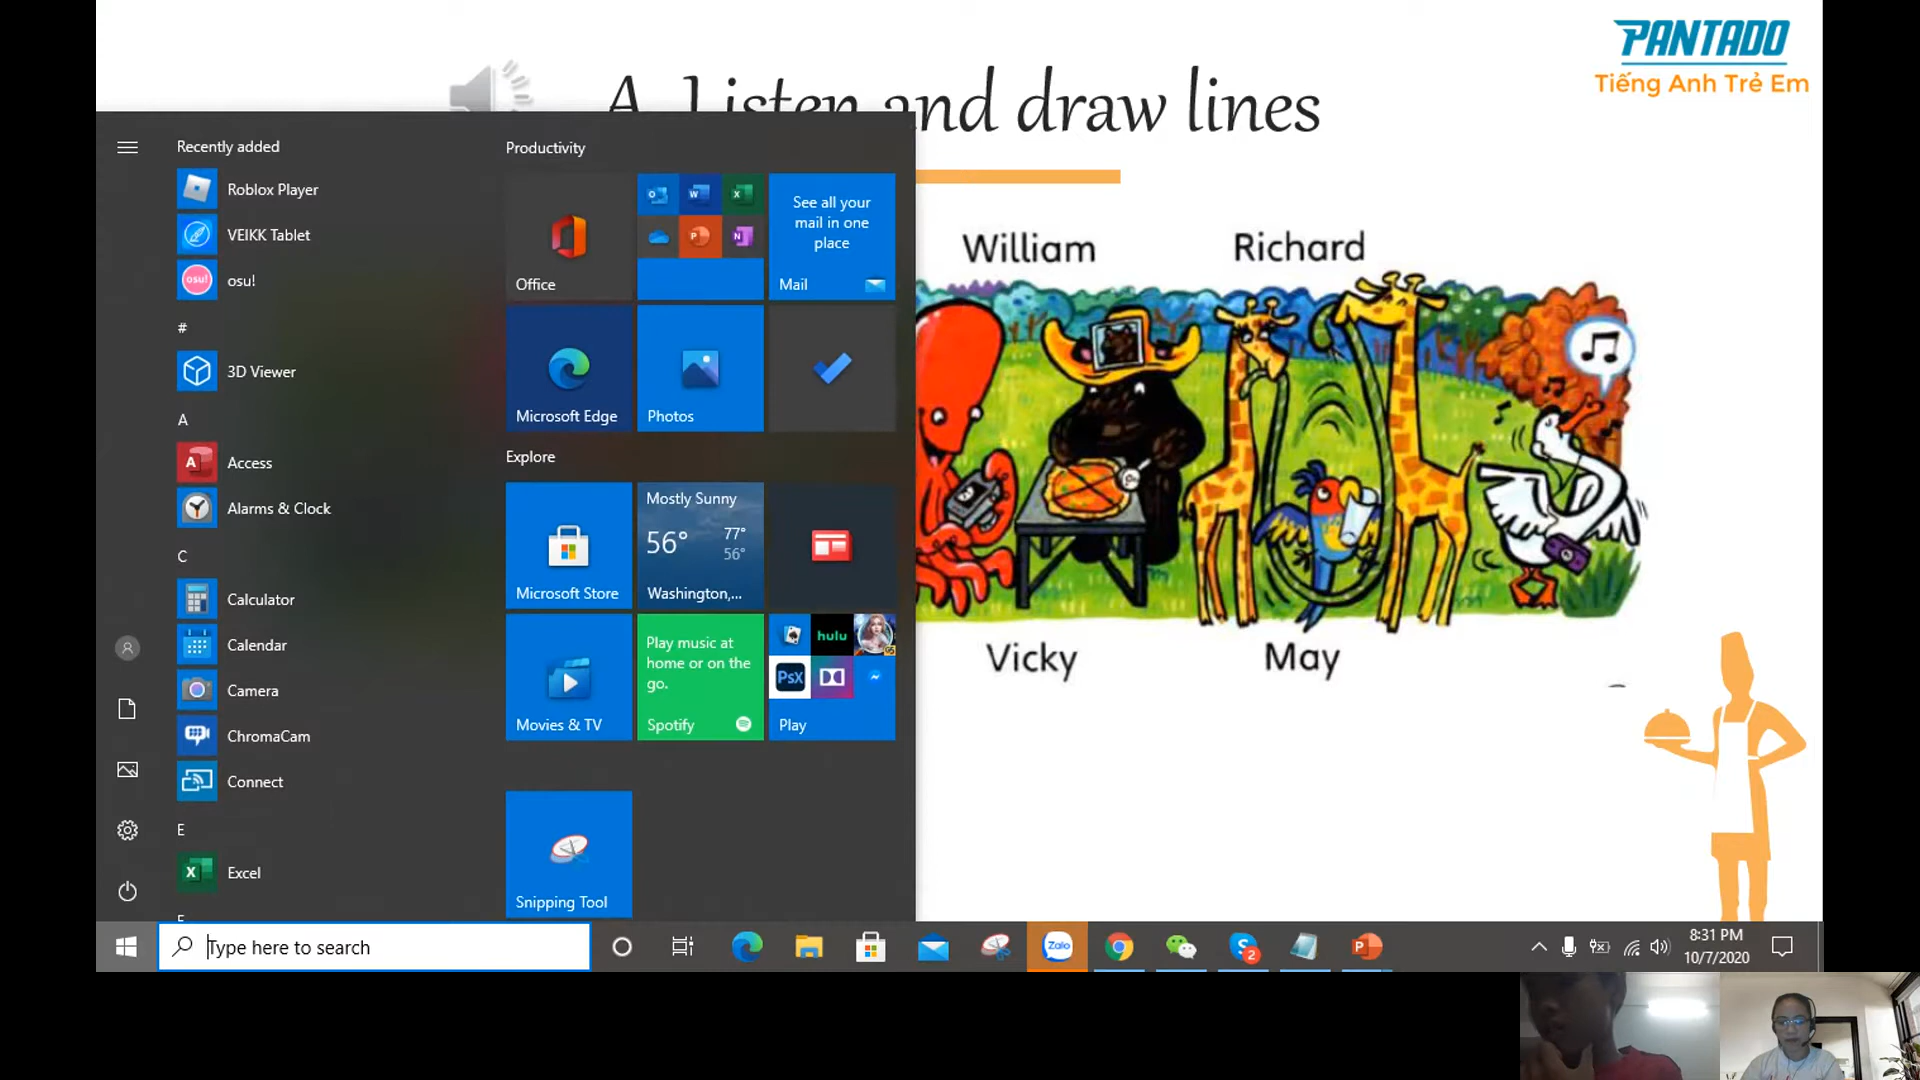 PANTADO
Tiếng Anh Trẻ Em
A. Listen and draw lines
William
Richard
Vicky
May
Recently added
Roblox Player
VEIKK Tablet
osu!
osu!
#
3D Viewer
A
Access
Alarms & Clock
C
Calculator
Calendar
Camera
ChromaCam
Connect
E
Excel
F
Productivity
Office
See all your
mail in one
place
Mail
Microsoft Edge
Photos
Explore
Microsoft Store
Mostly Sunny
56°
77°
56°
Washington,...
Movies & TV
Play music at
home or on the
go.
Spotify
hulu
PsX
Play
Snipping Tool
Type here to search
Zalo
2
8:31 PM
10/7/2020